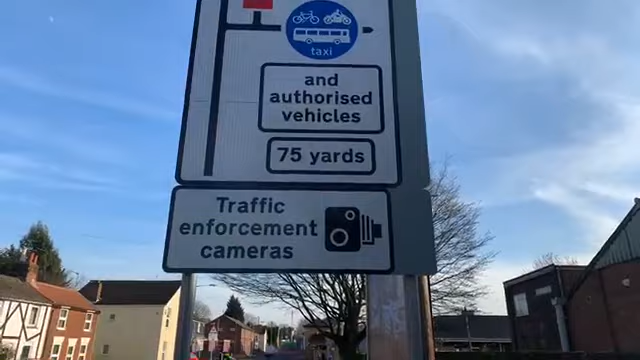 taxi
and
authorised
vehicles
75 yards
Traffic
enforcement
cameras